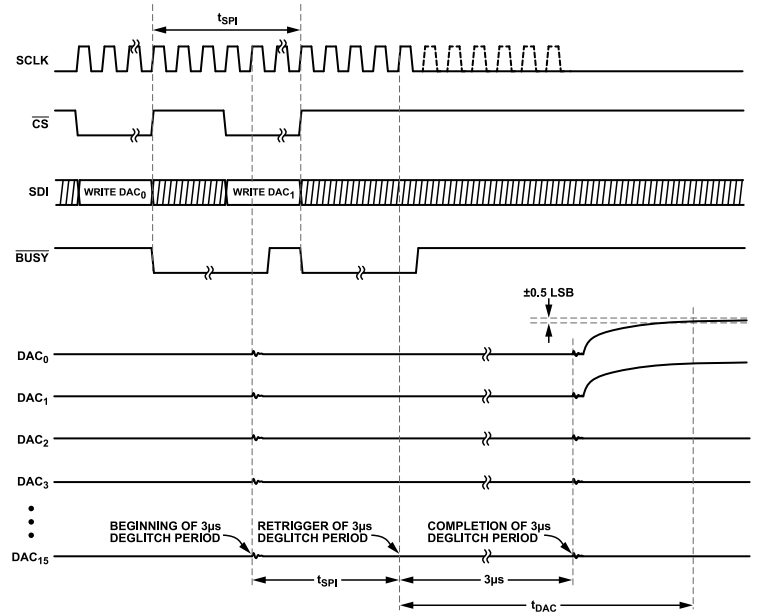 tSPI
SCLK
CS
SDI
WRITE DAC0
WRITE DAC1
BUSY
±0.5 LSB
DAC0
DAC1
DAC2
DAC3
BEGINNING OF 3µs
DEGLITCH PERIOD
RETRIGGER OF 3µs
DEGLITCH PERIOD
COMPLETION OF 3µs
DEGLITCH PERIOD
DAC15
tSPI
3µs
tDAC